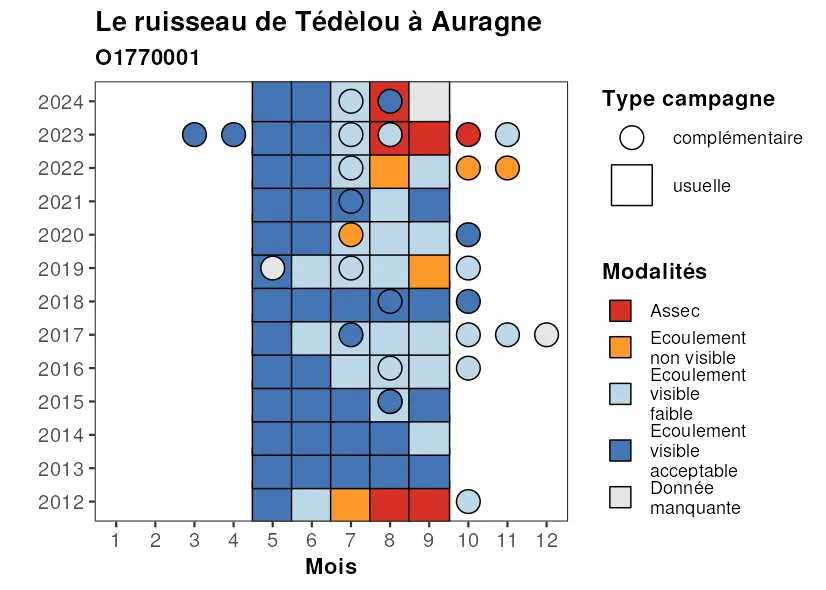 Le ruisseau de Tédèlou à Auragne
O1770001
2024
2023
2022
2021
2020
2019
2018
2017
2016
2015
2014
2013
2012
1 2 3 4 5 6 7 8 9 10 11 12
Mois
Type campagne
complémentaire
usuelle
Modalités
Assec
Ecoulement
non visible
Ecoulement
visible
faible
Ecoulement
visible
acceptable
Donnée
manquante